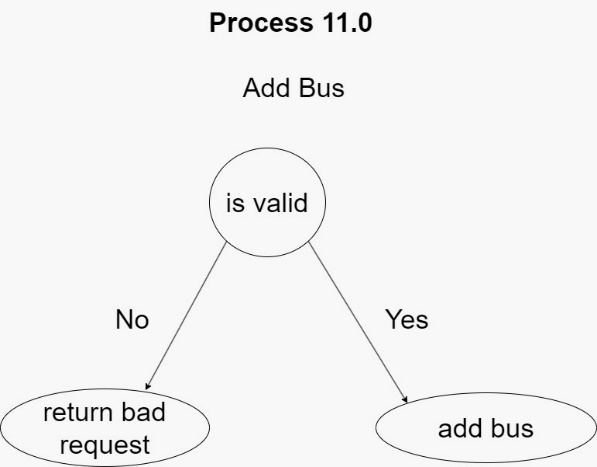 Process 11.0
Add Bus
is valid
No
Yes
return bad
request
add bus